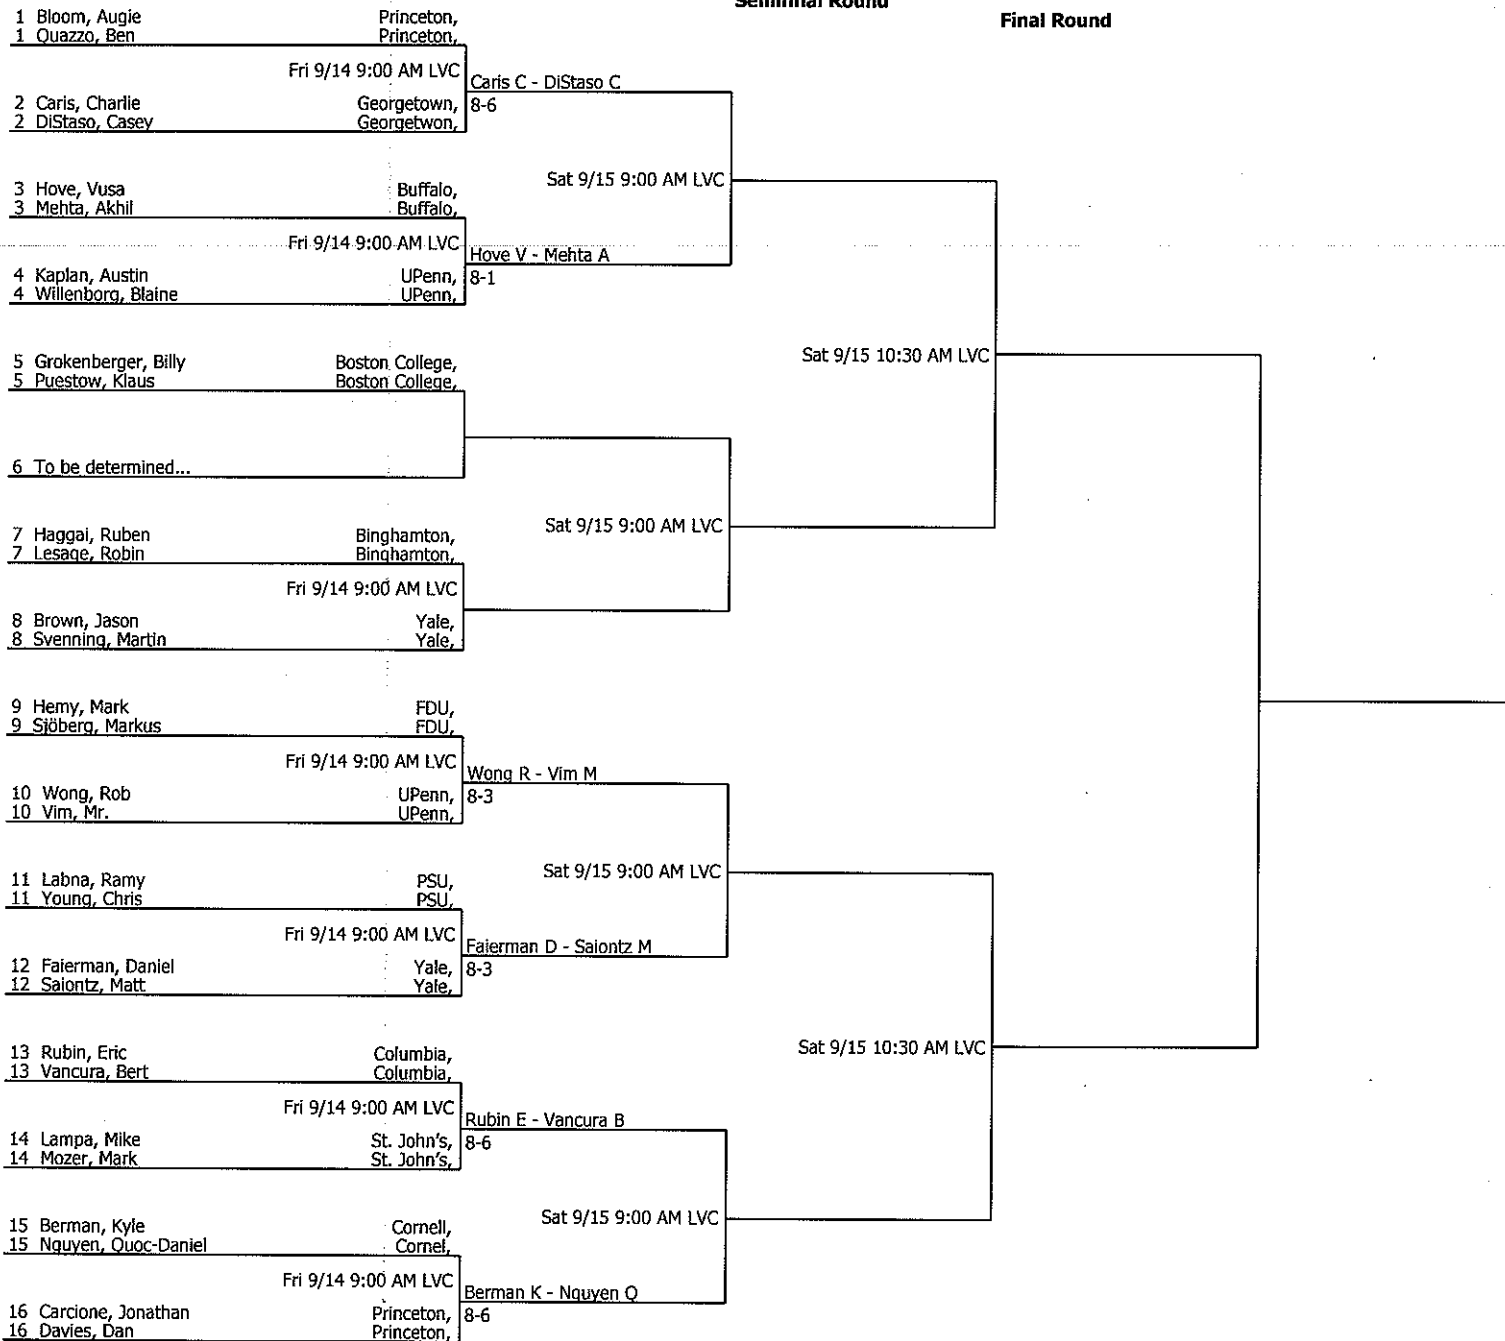 Semifinal Round
Final Round
1 Bloom, Augie Princeton,
1 Quazzo, Ben Princeton,
Fri 9/14 9:00 AM LVC
Caris C - DiStaso C
8-6
2 Caris, Charlie Georgetown,
2 DiStaso, Casey Georgetwon,
Sat 9/15 9:00 AM LVC
3 Hove, Vusa Buffalo,
3 Mehta, Akhil Buffalo,
Fri 9/14 9:00 AM LVC
Hove V - Mehta A
8-1
4 Kaplan, Austin UPenn,
4 Willenborg, Blaine UPenn,
Sat 9/15 10:30 AM LVC
5 Grokenberger, Billy Boston College,
5 Puestow, Klaus Boston College,
6 To be determined...
Sat 9/15 9:00 AM LVC
7 Haggai, Ruben Binghamton,
7 Lesage, Robin Binghamton,
Fri 9/14 9:00 AM LVC
8 Brown, Jason Yale,
8 Svenning, Martin Yale,
9 Hemy, Mark FDU,
9 Sjöberg, Markus FDU,
Fri 9/14 9:00 AM LVC
Wong R - Vim M
8-3
10 Wong, Rob UPenn,
10 Vim, Mr. UPenn,
Sat 9/15 9:00 AM LVC
11 Labna, Ramy PSU,
11 Young, Chris PSU,
Fri 9/14 9:00 AM LVC
Faierman D - Saiontz M
8-3
12 Faierman, Daniel Yale,
12 Saiontz, Matt Yale,
Sat 9/15 10:30 AM LVC
13 Rubin, Eric Columbia,
13 Vancura, Bert Columbia,
Fri 9/14 9:00 AM LVC
Rubin E - Vancura B
8-6
14 Lampa, Mike St. John's,
14 Mozer, Mark St. John's,
Sat 9/15 9:00 AM LVC
15 Berman, Kyle Cornell,
15 Nguyen, Quoc-Daniel Cornel,
Fri 9/14 9:00 AM LVC
Berman K - Nguyen Q
8-6
16 Carcione, Jonathan Princeton,
16 Davies, Dan Princeton,